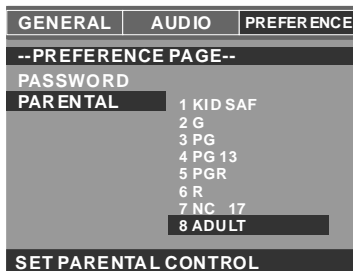 GENERAL AUDIO PREFERENCE
--PREFERENCE PAGE--
PASSWORD
PARENTAL
1 KID SAF
2 G
3 PG
4 PG 13
5 PGR
6 R
7 NC 17
8 ADULT
SET PARENTAL CONTROL